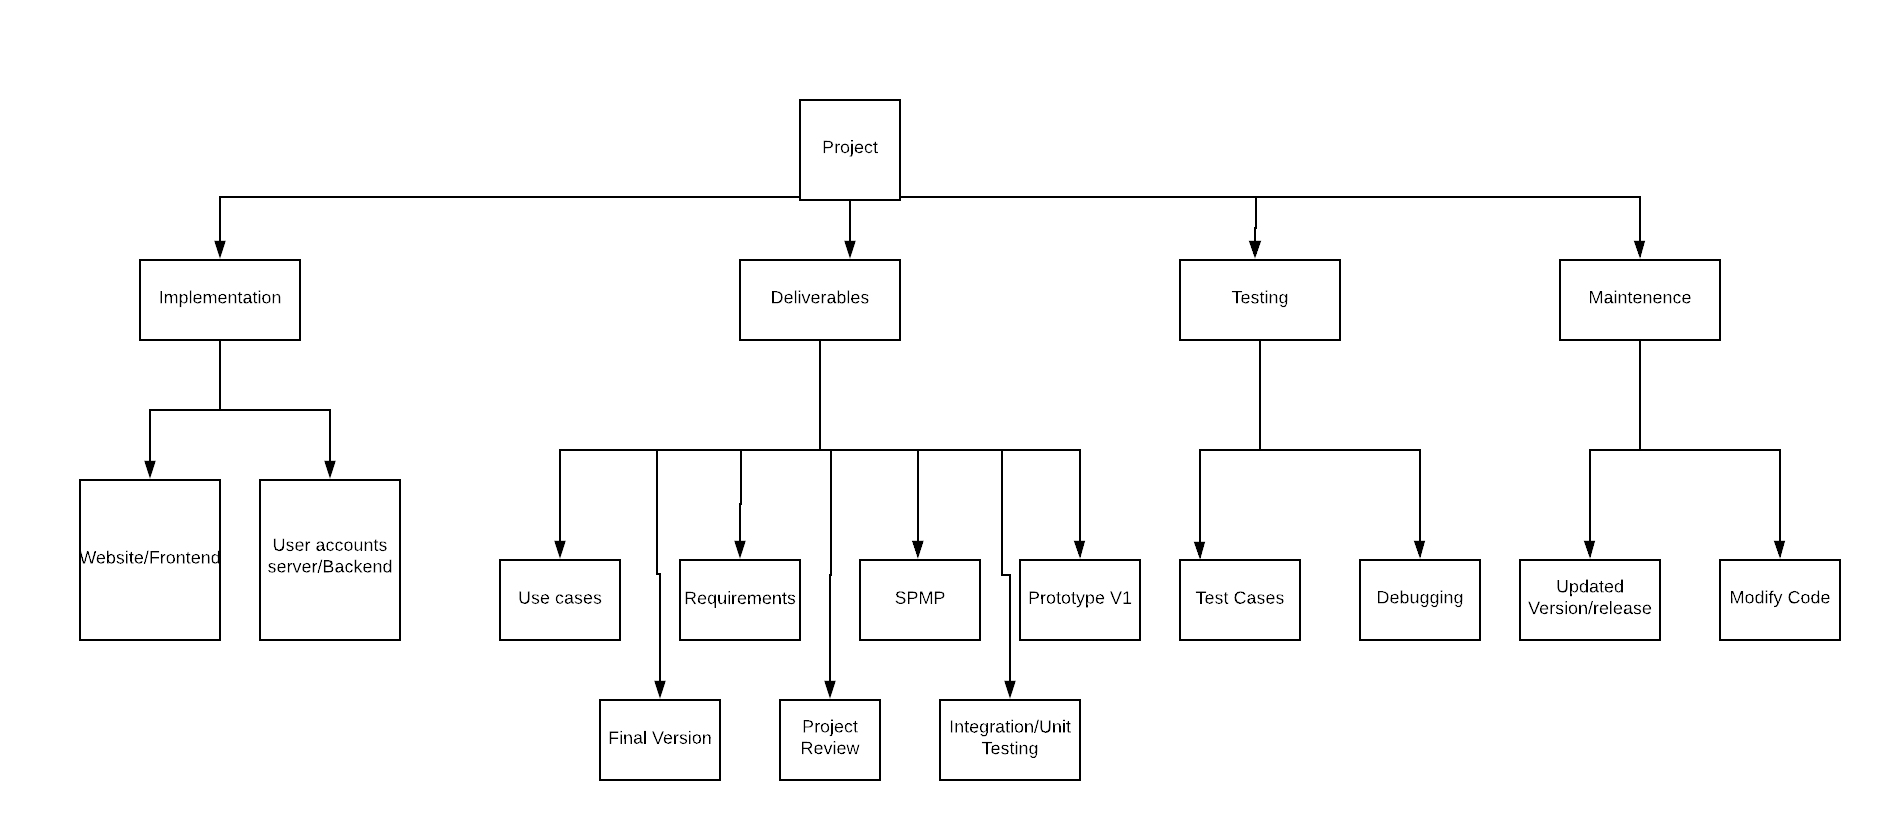 Project
Implementation
Deliverables
Testing
Maintenence
Website/Frontend
User accounts
server/Backend
Use cases
Requirements
SPMP
Prototype V1
Test Cases
Debugging
Updated
Version/release
Modify Code
Final Version
Project
Review
Integration/Unit
Testing